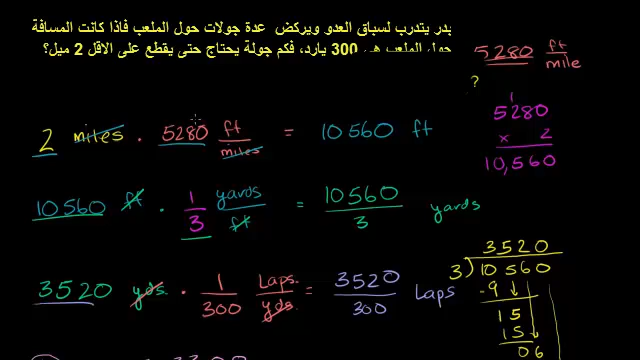 بدر يتدرب لسباق العدو ويركض عدة جولات حول الملعب فاذا كانت المسافة
حول الملعب هي 300 يارد، فكم جولة يحتاج حتى يقطع على الاقل 2 ميل؟
5280 ft/mile
?
1
5280
x 2
10,560
2 miles · 5280 ft/miles = 10560 ft
10560 ft · 1/3 yards/ft = 10560/3 yards
3520 yds · 1/300 Laps/yds = 3520/300 Laps
3520
3)10560
-9
15
15
06